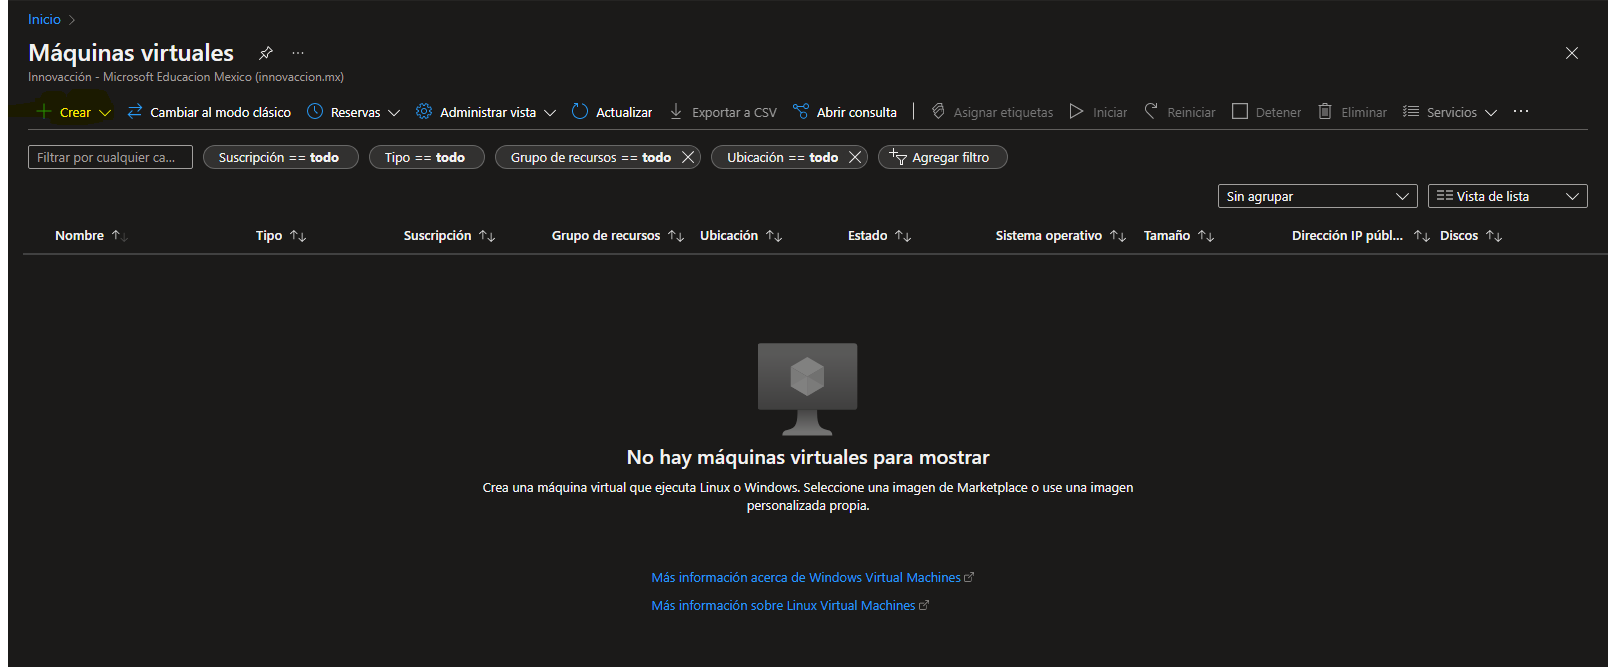 Inicio
Máquinas virtuales
Innovacción - Microsoft Educacion Mexico (innovaccion.mx)
Crear Cambiar al modo clásico Reservas Administrar vista Actualizar Exportar a CSV Abrir consulta Asignar etiquetas Iniciar Reiniciar Detener Eliminar Servicios ...
Filtrar por cualquier ca... Suscripción == todo Tipo == todo Grupo de recursos == todo Ubicación == todo Agregar filtro
Sin agrupar Vista de lista
Nombre Tipo Suscripción Grupo de recursos Ubicación Estado Sistema operativo Tamaño Dirección IP públ... Discos
No hay máquinas virtuales para mostrar
Crea una máquina virtual que ejecuta Linux o Windows. Seleccione una imagen de Marketplace o use una imagen
personalizada propia.
Más información acerca de Windows Virtual Machines
Más información sobre Linux Virtual Machines